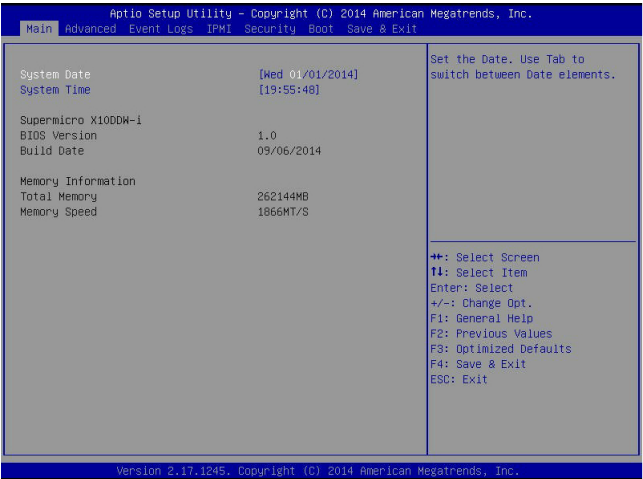 Aptio Setup Utility – Copyright (C) 2014 American Megatrends, Inc.
Main Advanced Event Logs IPMI Security Boot Save & Exit
System Date [Wed 01/01/2014]
System Time [19:55:48]
Supermicro X10DDW-i
BIOS Version 1.0
Build Date 09/06/2014
Memory Information
Total Memory 262144MB
Memory Speed 1866MT/S
Set the Date. Use Tab to
switch between Date elements.
→←: Select Screen
↑↓: Select Item
Enter: Select
+/-: Change Opt.
F1: General Help
F2: Previous Values
F3: Optimized Defaults
F4: Save & Exit
ESC: Exit
Version 2.17.1245. Copyright (C) 2014 American Megatrends, Inc.